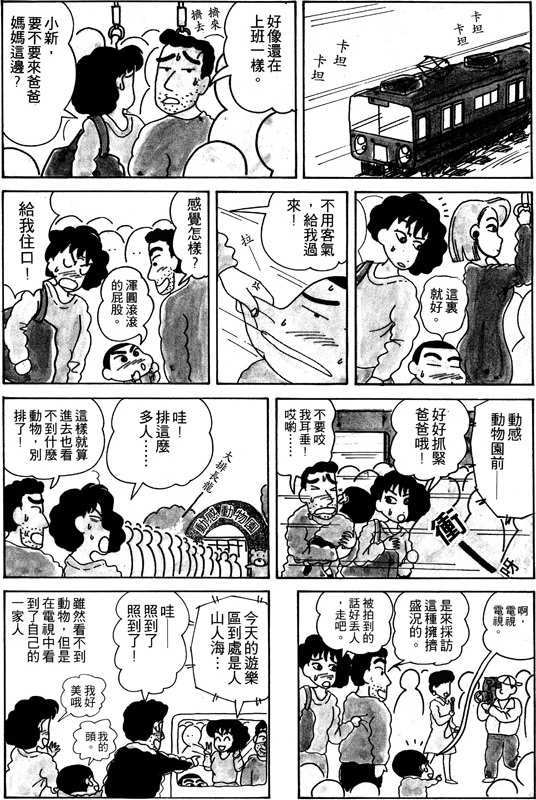 卡坦
卡坦
卡坦
卡坦
好像還在
上班一樣。
擠來
擠去
小新，
要不要來爸爸
媽媽這邊？
這裏
就好。
不用客氣
，給我過
來！
拉
感覺怎樣？
渾圓滾滾
的屁股。
給我住口！
動感
動物園前——
好好抓緊
爸爸哦！
不要咬
我耳垂！
哎喲……
衝
哇！
排這麼
多人……
大排長龍
動感動物園
這樣就算
進去也看
不到什麼
動物，別
排了！
啊，
電視，
電視。
是來採訪
這種擁擠
盛況的。
被拍到的
話好丟人
，走吧。
今天的遊樂
區到處是人
山人海…
哇
照到了
照到了！
我的
頭。
我好
美哦
雖然看不到
動物，但是
在電視中看
到了自己的
一家人